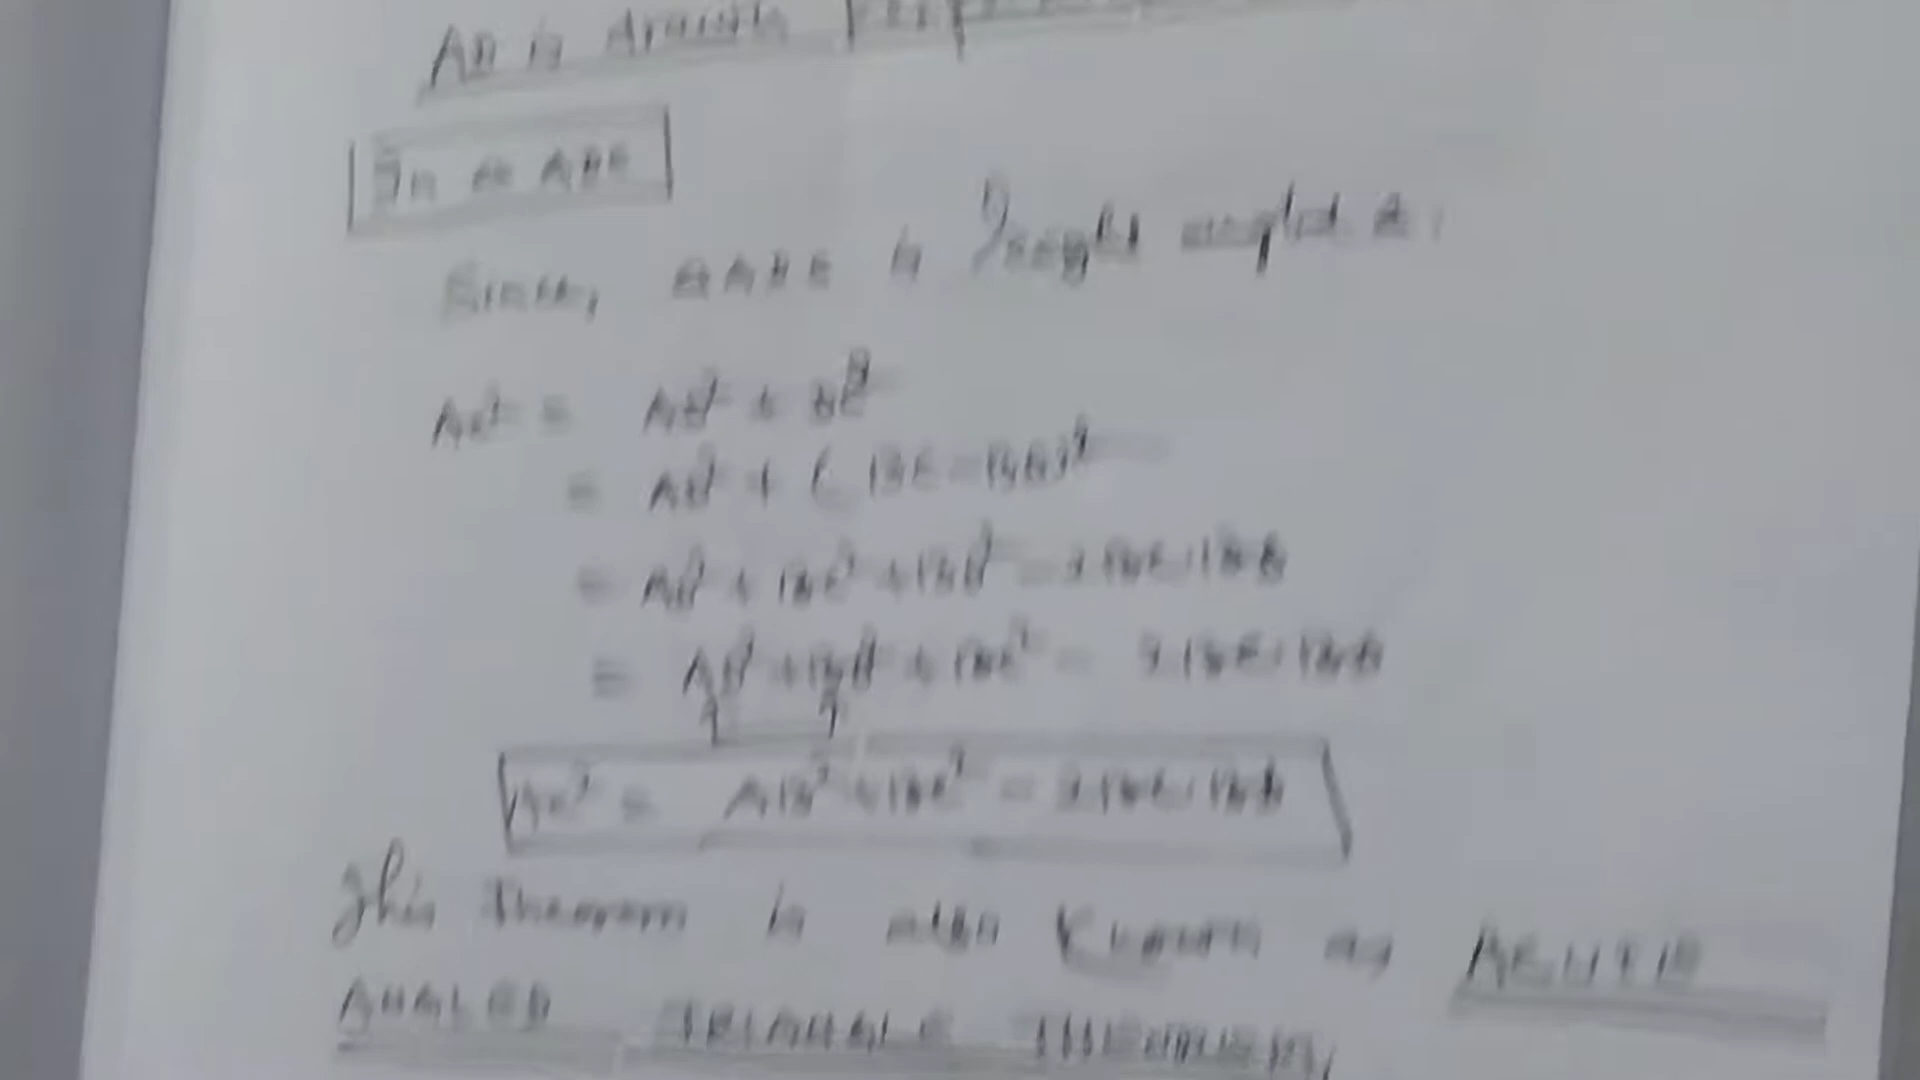 AD is drawn
In △ ADC
Since, △ADC is right angled △.
AC² = AD² + DC²
= AD² + (BC-BD)²
= AD² + BC² + BD² - 2.BC.BD
= AD² + BD² + BC² - 2.BC.BD
AC² = AB² + BC² - 2.BC.BD
This theorem is also known as ACUTE
ANGLED TRIANGLE THEOREM